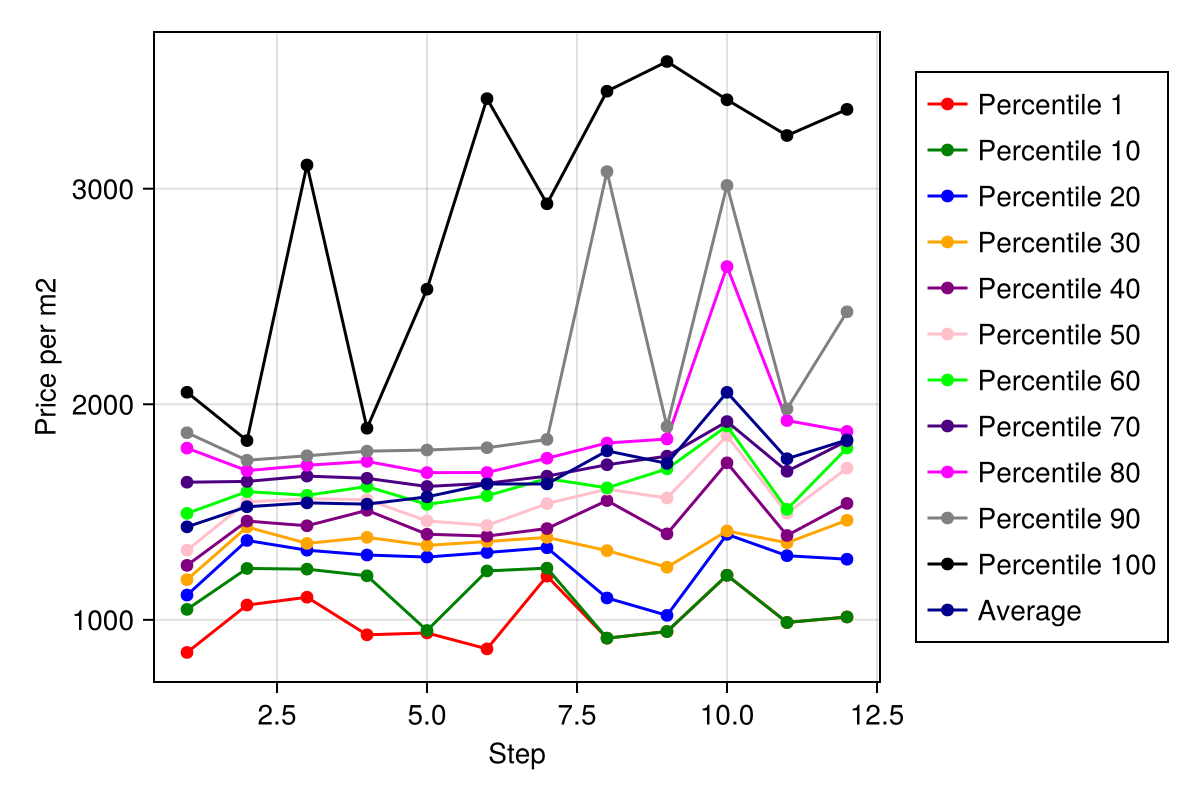 3000
2000
1000
Price per m2
2.5
5.0
7.5
10.0
12.5
Step
Percentile 1
Percentile 10
Percentile 20
Percentile 30
Percentile 40
Percentile 50
Percentile 60
Percentile 70
Percentile 80
Percentile 90
Percentile 100
Average